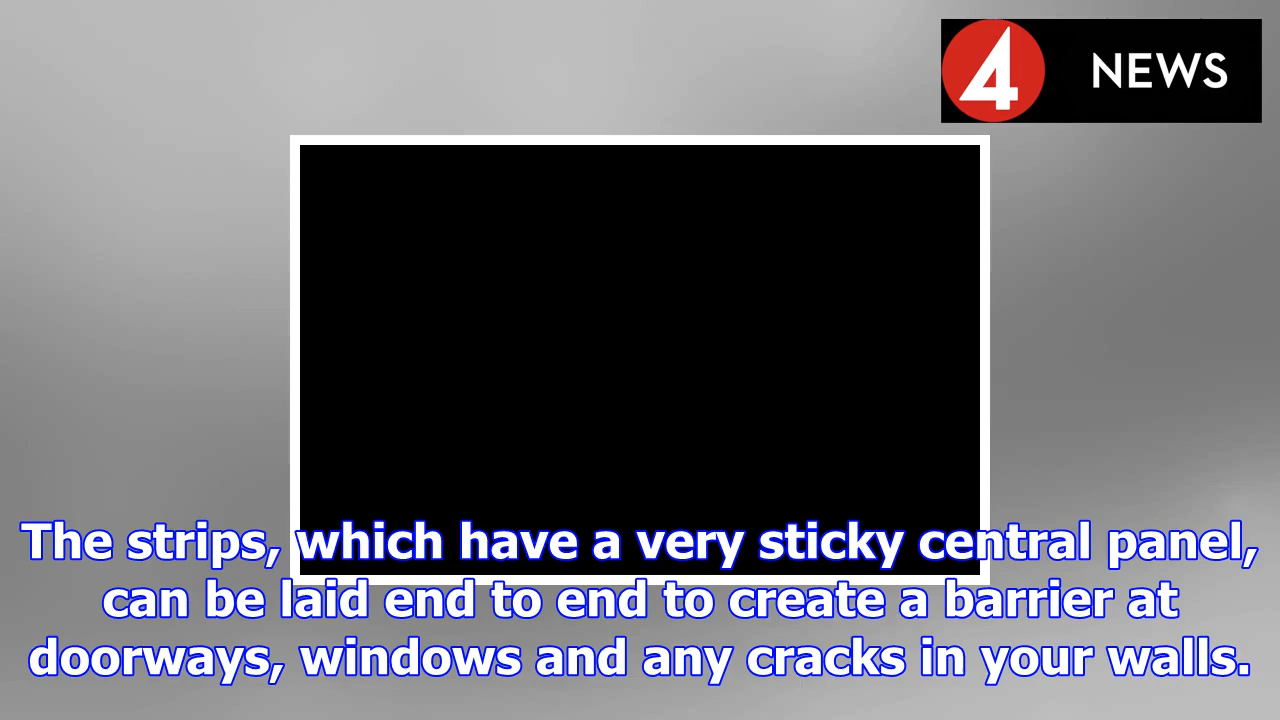 4 NEWS
The strips, which have a very sticky central panel,
can be laid end to end to create a barrier at
doorways, windows and any cracks in your walls.